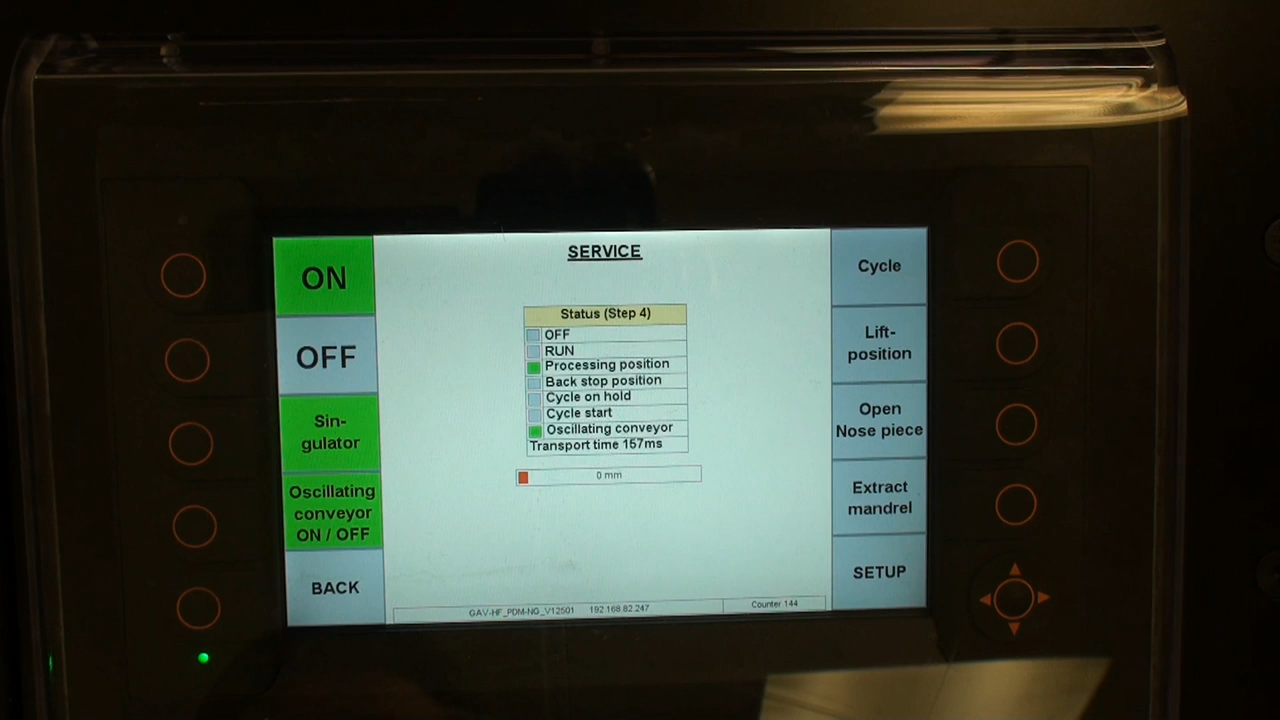 SERVICE
ON
OFF
Sin-
gulator
Oscillating
conveyor
ON / OFF
BACK
Status (Step 4)
OFF
RUN
Processing position
Back stop position
Cycle on hold
Cycle start
Oscillating conveyor
Transport time 157ms
0 mm
GAV-HF_PDM-NG_V12501 192.168.82.247
Counter 144
Cycle
Lift-
position
Open
Nose piece
Extract
mandrel
SETUP